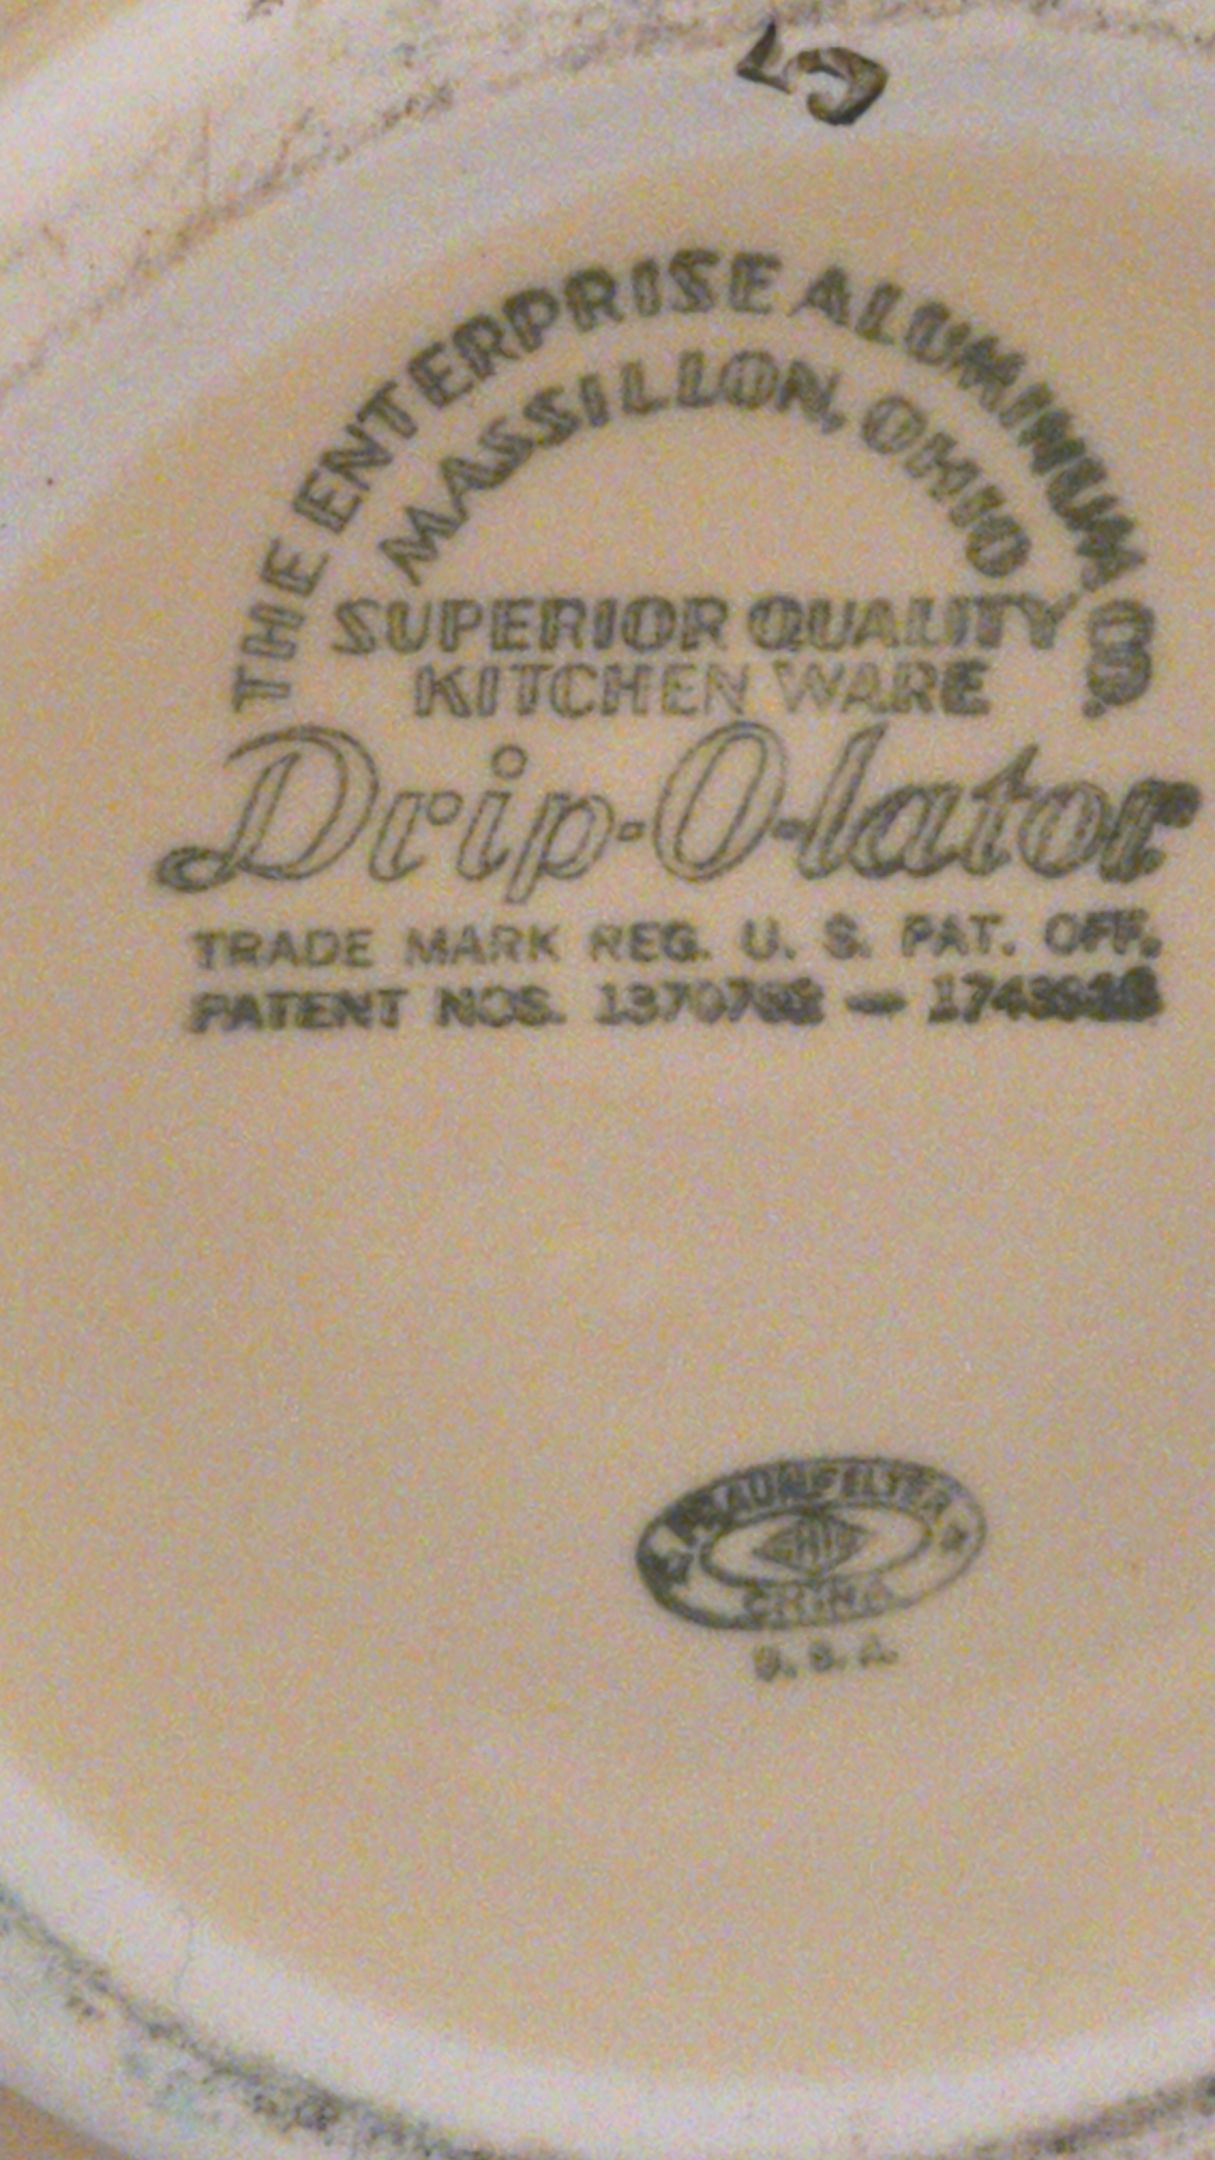 THE ENTERPRISE ALUMINUM CO.
MASSILLON, OHIO
SUPERIOR QUALITY
KITCHEN WARE
Drip-O-lator
TRADE MARK REG. U. S. PAT. OFF.
PATENT NOS.
CHINA
U. S. A.